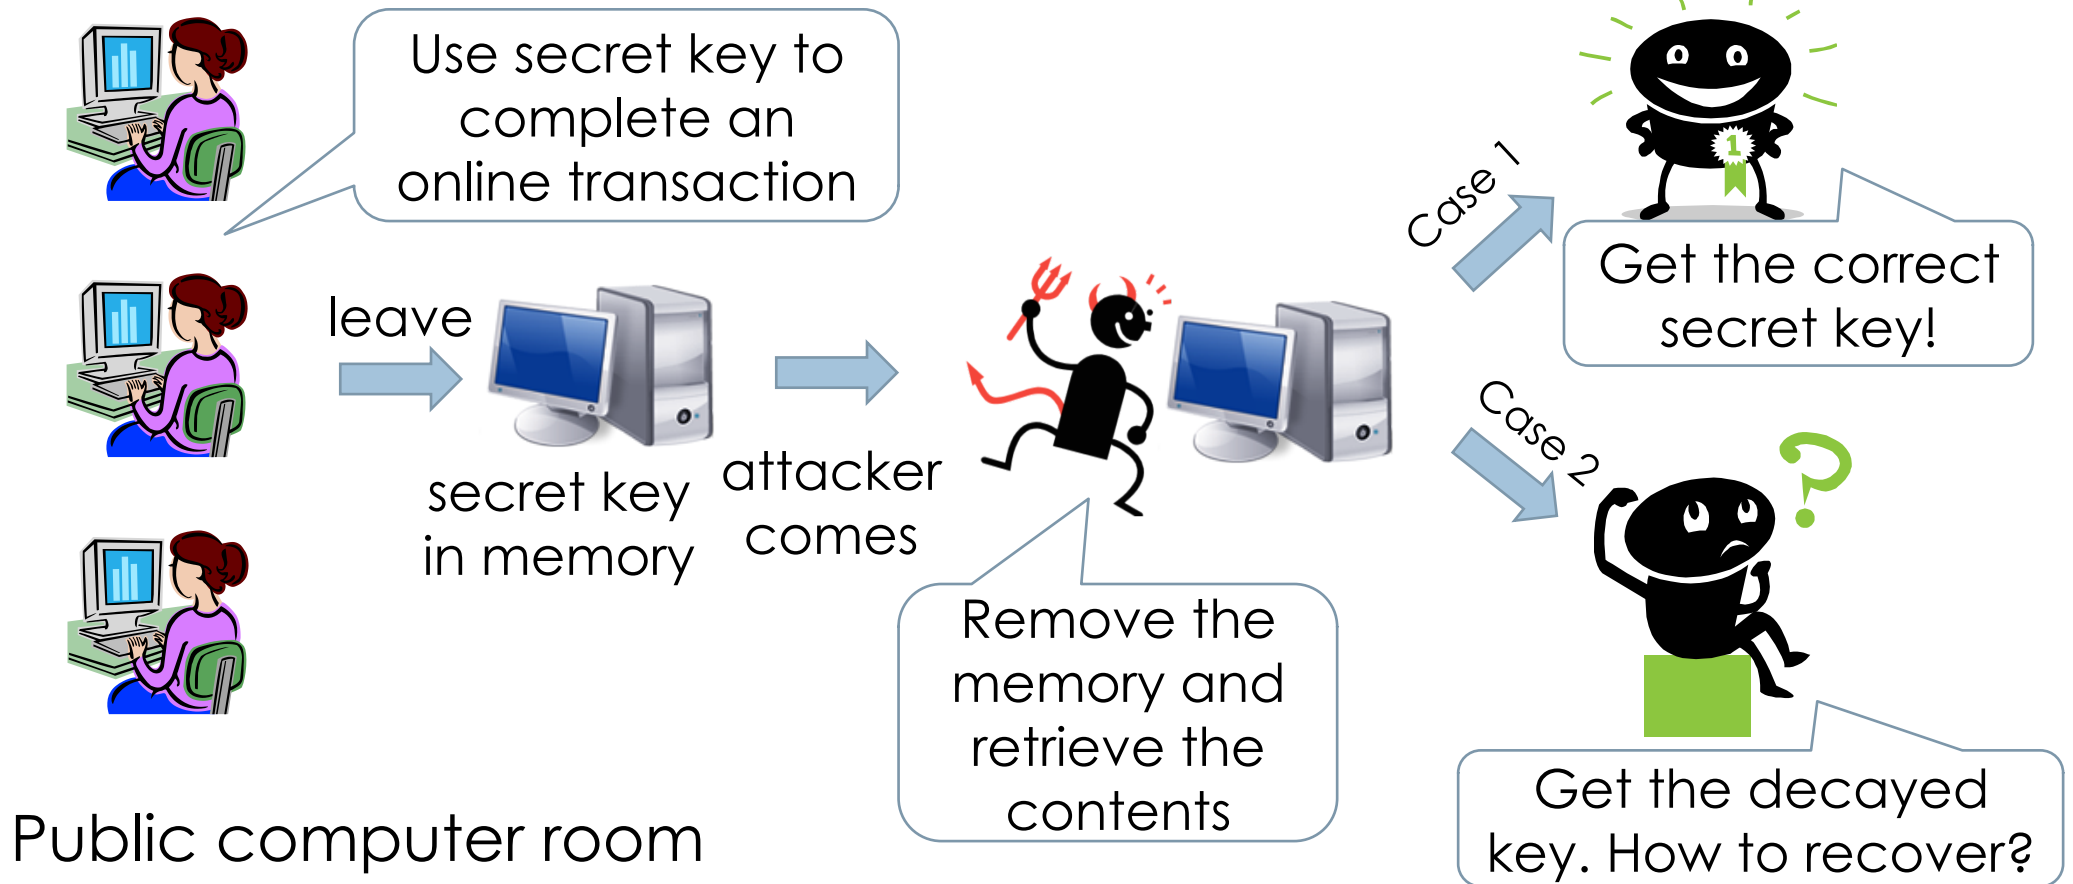 Use secret key to
complete an
online transaction
leave
secret key
in memory
attacker
comes
Remove the
memory and
retrieve the
contents
Case 1
1
Get the correct
secret key!
Case 2
?
Get the decayed
key. How to recover?
Public computer room